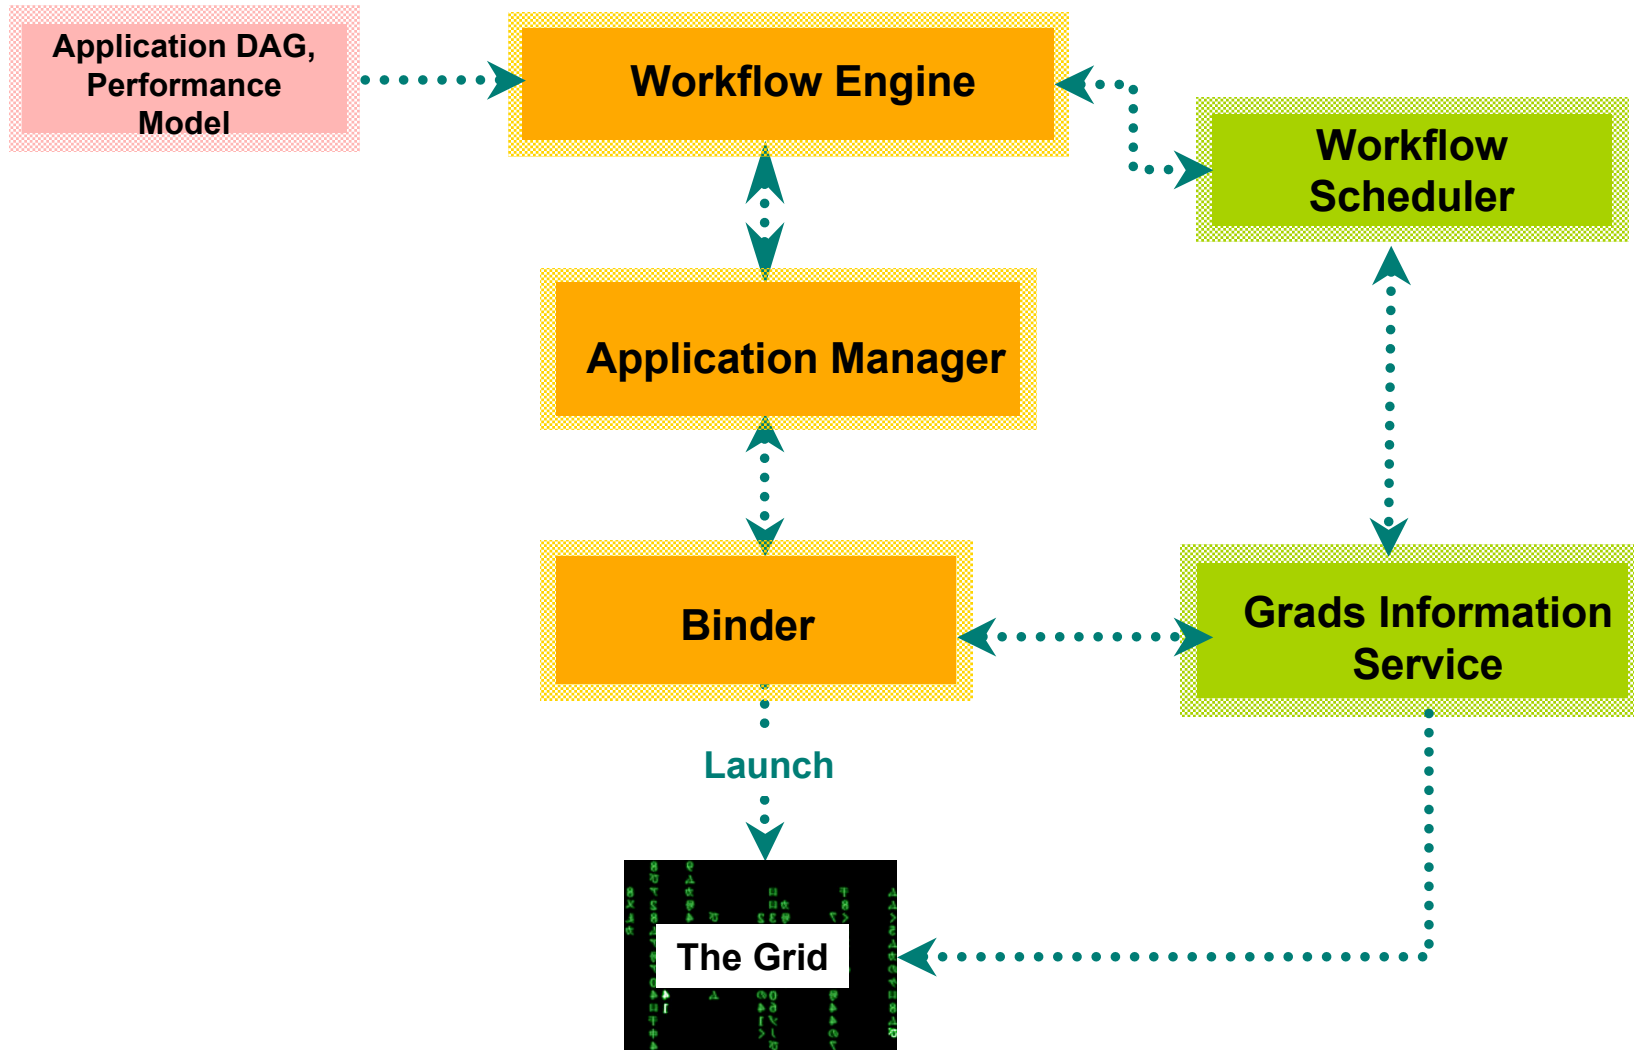 Application DAG,
Performance
Model
Workflow Engine
Workflow
Scheduler
Application Manager
Binder
Grads Information
Service
Launch
The Grid